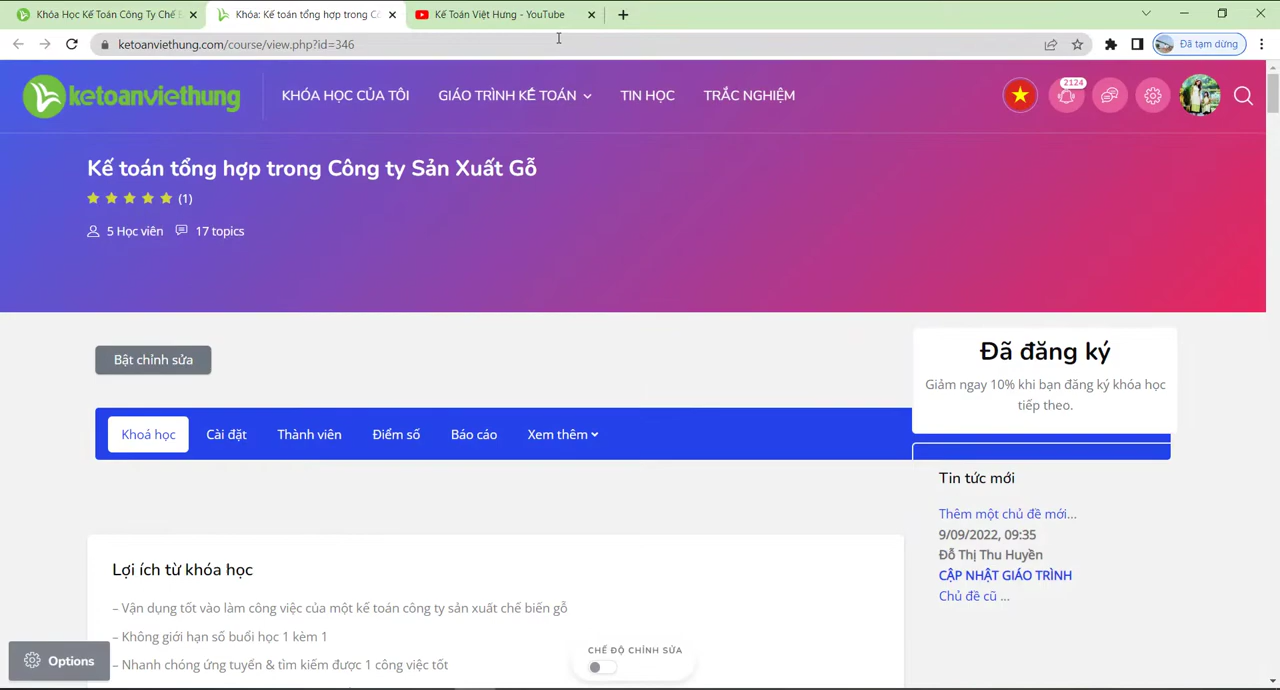 Khóa Học Kế Toán Công Ty Chế
Khóa: Kế toán tổng hợp trong C
Kế Toán Việt Hưng - YouTube
ketoanviethung.com/course/view.php?id=346
Đã tạm dừng
ketoanviethung
KHÓA HỌC CỦA TÔI
GIÁO TRÌNH KẾ TOÁN
TIN HỌC
TRẮC NGHIỆM
2124
Kế toán tổng hợp trong Công ty Sản Xuất Gỗ
(1)
5 Học viên
17 topics
Bật chỉnh sửa
Đã đăng ký
Giảm ngay 10% khi bạn đăng ký khóa học
tiếp theo.
Khoá học
Cài đặt
Thành viên
Điểm số
Báo cáo
Xem thêm
Tin tức mới
Thêm một chủ đề mới...
9/09/2022, 09:35
Đỗ Thị Thu Huyền
CẬP NHẬT GIÁO TRÌNH
Chủ đề cũ ...
Lợi ích từ khóa học
– Vận dụng tốt vào làm công việc của một kế toán công ty sản xuất chế biến gỗ
– Không giới hạn số buổi học 1 kèm 1
– Nhanh chóng ứng tuyển & tìm kiếm được 1 công việc tốt
CHẾ ĐỘ CHỈNH SỬA
Options